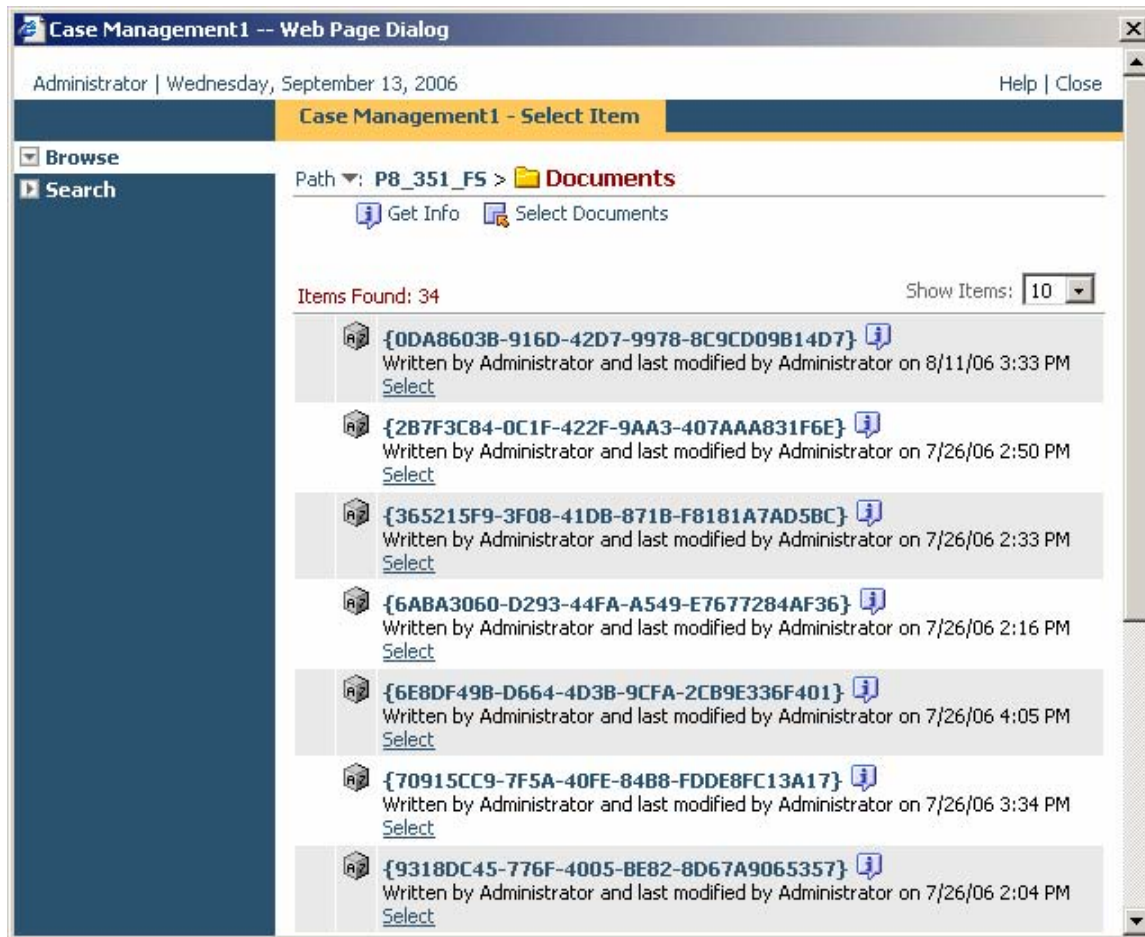 Case Management1 -- Web Page Dialog
Administrator | Wednesday, September 13, 2006
Help | Close
Case Management1 - Select Item
Browse
Search
Path : P8_351_FS > Documents
Get Info Select Documents
Items Found: 34
Show Items: 10
{0DA8603B-916D-42D7-9978-8C9CD09B14D7}
Written by Administrator and last modified by Administrator on 8/11/06 3:33 PM
Select
{2B7F3C84-0C1F-422F-9AA3-407AAA831F6E}
Written by Administrator and last modified by Administrator on 7/26/06 2:50 PM
Select
{365215F9-3F08-41DB-871B-F8181A7AD5BC}
Written by Administrator and last modified by Administrator on 7/26/06 2:33 PM
Select
{6ABA3060-D293-44FA-A549-E7677284AF36}
Written by Administrator and last modified by Administrator on 7/26/06 2:16 PM
Select
{6E8DF49B-D664-4D3B-9CFA-2CB9E336F401}
Written by Administrator and last modified by Administrator on 7/26/06 4:05 PM
Select
{70915CC9-7F5A-40FE-84B8-FDDE8FC13A17}
Written by Administrator and last modified by Administrator on 7/26/06 3:34 PM
Select
{9318DC45-776F-4005-BE82-8D67A9065357}
Written by Administrator and last modified by Administrator on 7/26/06 2:04 PM
Select